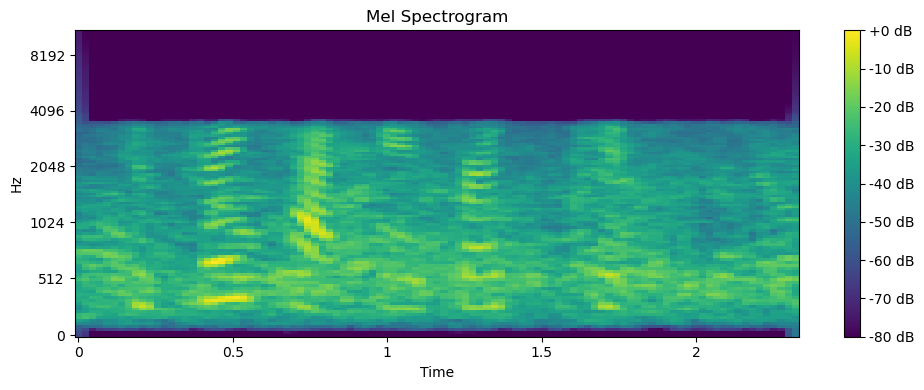 Mel Spectrogram
Hz
8192
4096
2048
1024
512
0
0
0.5
1
1.5
2
Time
+0 dB
-10 dB
-20 dB
-30 dB
-40 dB
-50 dB
-60 dB
-70 dB
-80 dB